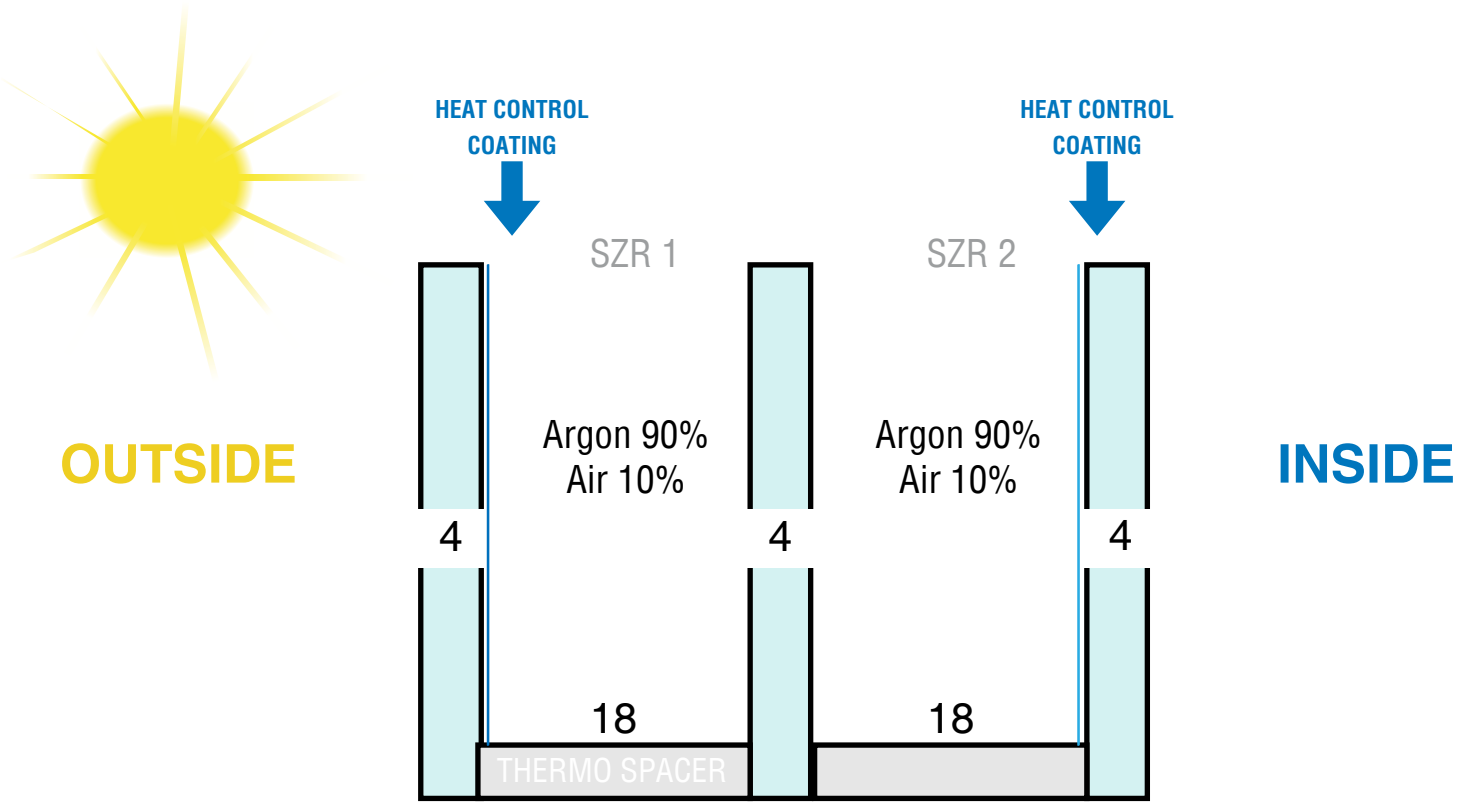 HEAT CONTROL
COATING
HEAT CONTROL
COATING
SZR 1
SZR 2
Argon 90%
Air 10%
Argon 90%
Air 10%
OUTSIDE
INSIDE
4
4
4
18
18
THERMO SPACER